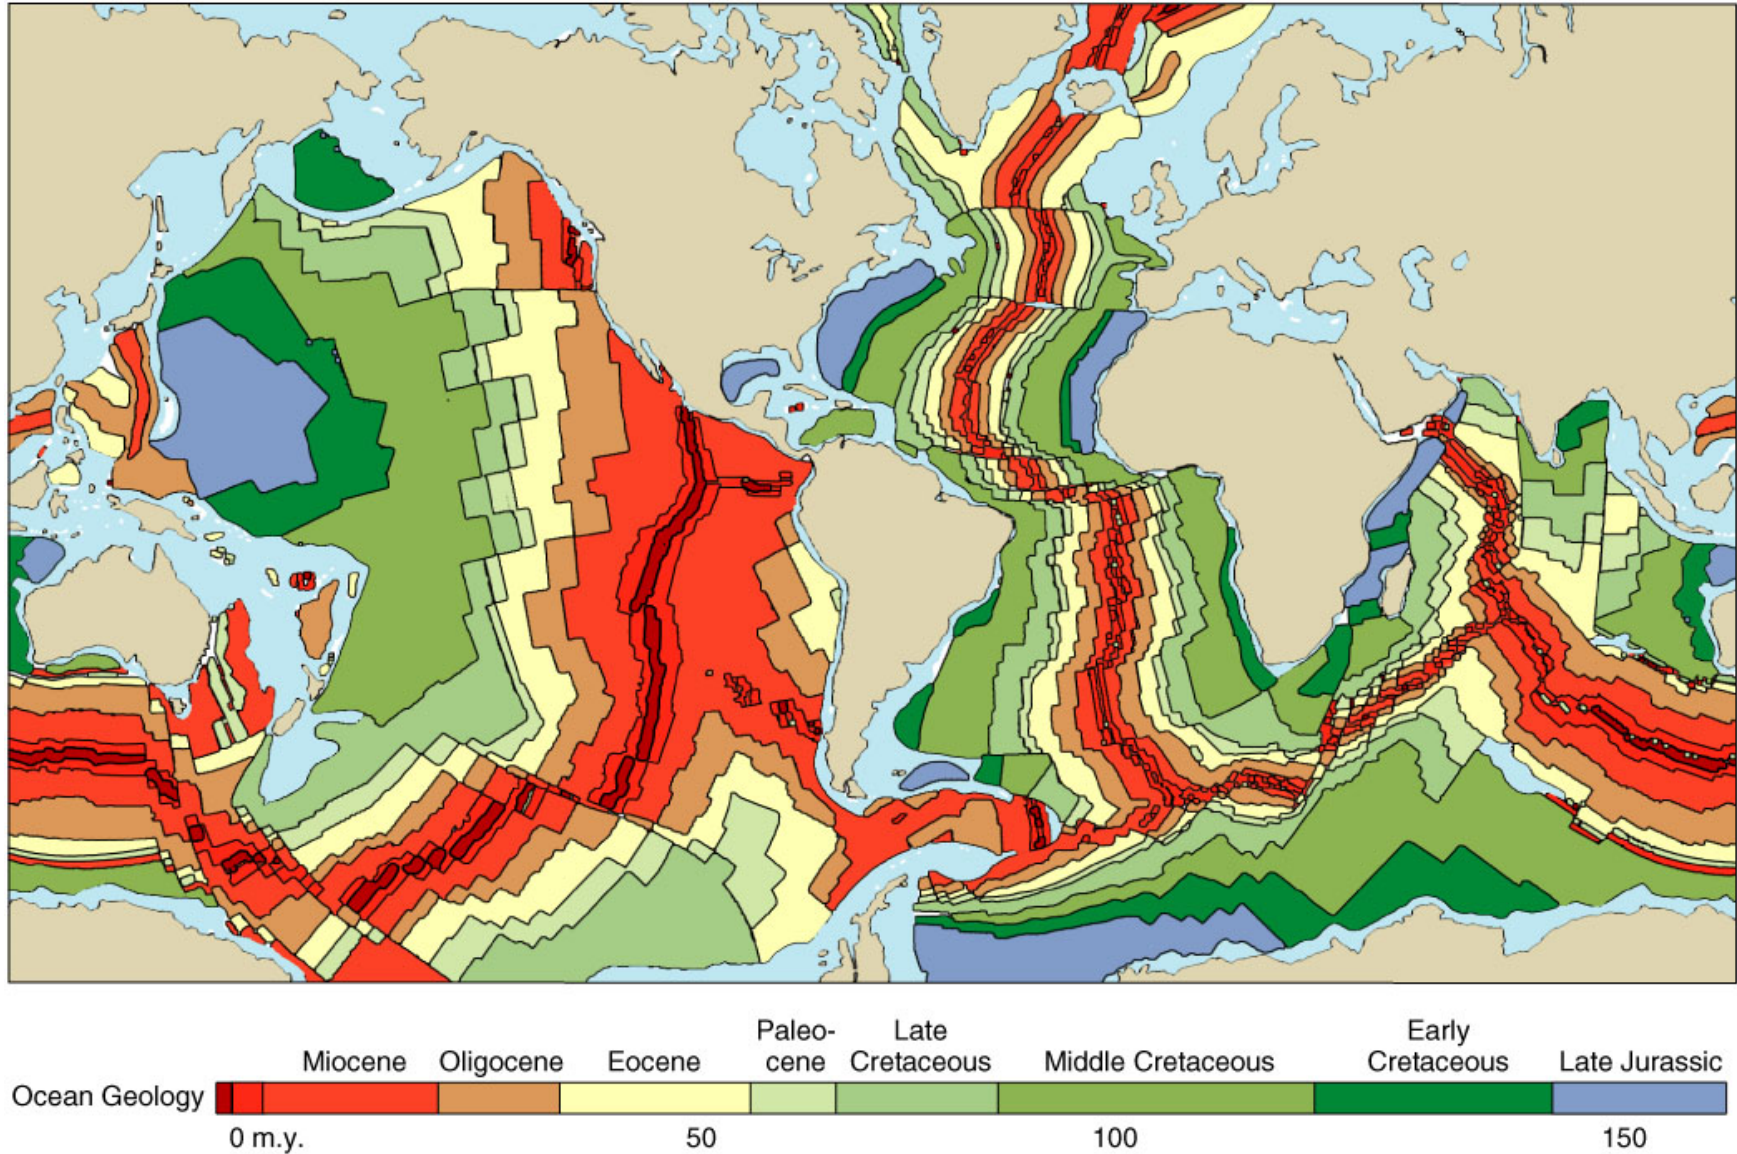 Paleo- Late Early
Miocene Oligocene Eocene cene Cretaceous Middle Cretaceous Cretaceous Late Jurassic
Ocean Geology
0 m.y. 50 100 150